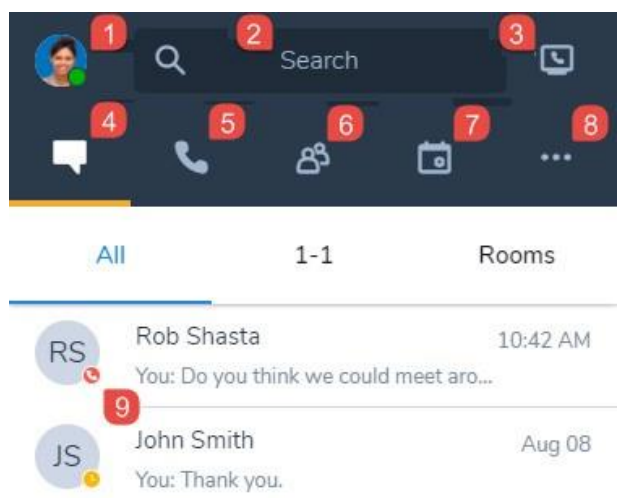 1
2
3
Search
4
5
6
7
8
All
1-1
Rooms
RS
Rob Shasta
10:42 AM
You: Do you think we could meet aro...
9
JS
John Smith
Aug 08
You: Thank you.